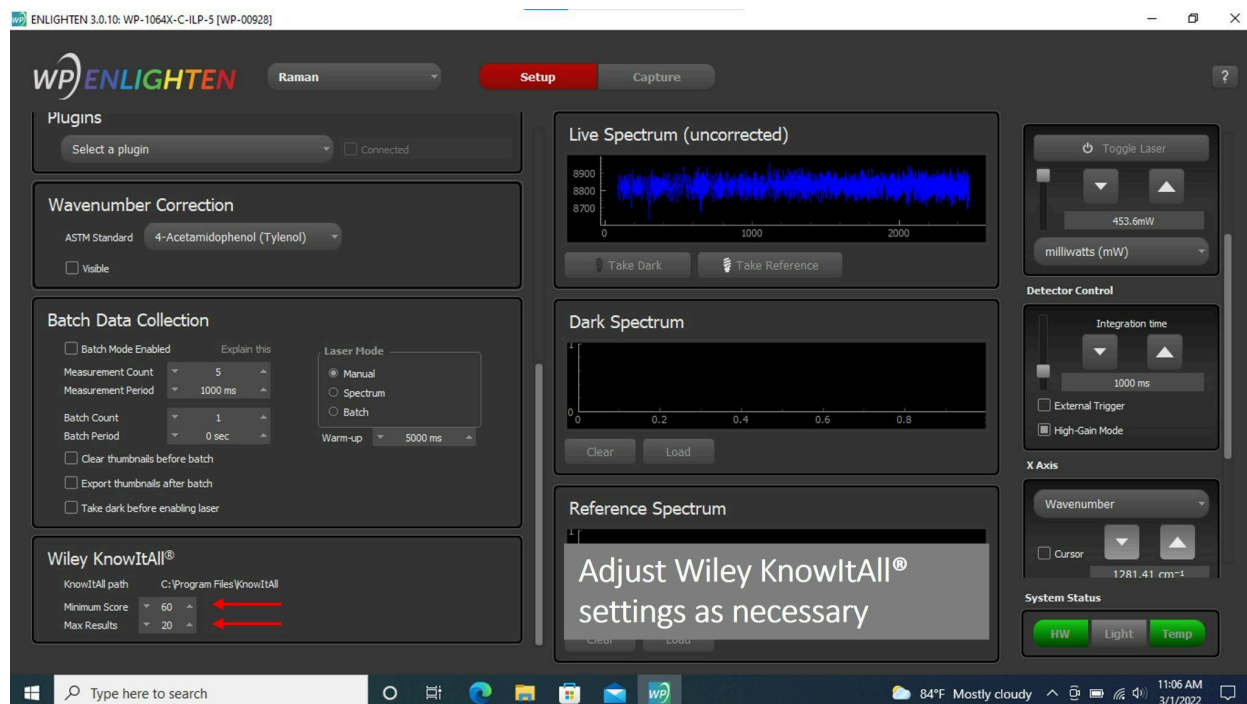 ENLIGHTEN 3.0.10: WP-1064X-C-ILP-5 [WP-00928]
WP ENLIGHTEN
Raman
Setup
Capture
?
Plugins
Select a plugin
Connected
Wavenumber Correction
ASTM Standard 4-Acetamidophenol (Tylenol)
Visible
Batch Data Collection
Batch Mode Enabled Explain this
Measurement Count 5
Measurement Period 1000 ms
Batch Count 1
Batch Period 0 sec
Clear thumbnails before batch
Export thumbnails after batch
Take dark before enabling laser
Laser Mode
Manual
Spectrum
Batch
Warm-up 5000 ms
Wiley KnowItAll®
KnowItAll path C:\Program Files\KnowItAll
Minimum Score 60
Max Results 20
Live Spectrum (uncorrected)
8900
8800
8700
0 1000 2000
Take Dark Take Reference
Dark Spectrum
1
0
0 0.2 0.4 0.6 0.8
Clear Load
Reference Spectrum
1
Adjust Wiley KnowItAll®
settings as necessary
Clear Load
Toggle Laser
453.6mW
milliwatts (mW)
Detector Control
Integration time
1000 ms
External Trigger
High-Gain Mode
X Axis
Wavenumber
Cursor
1281.41 cm⁻¹
System Status
HW Light Temp
Type here to search
WP
84°F Mostly cloudy
11:06 AM
3/1/2022